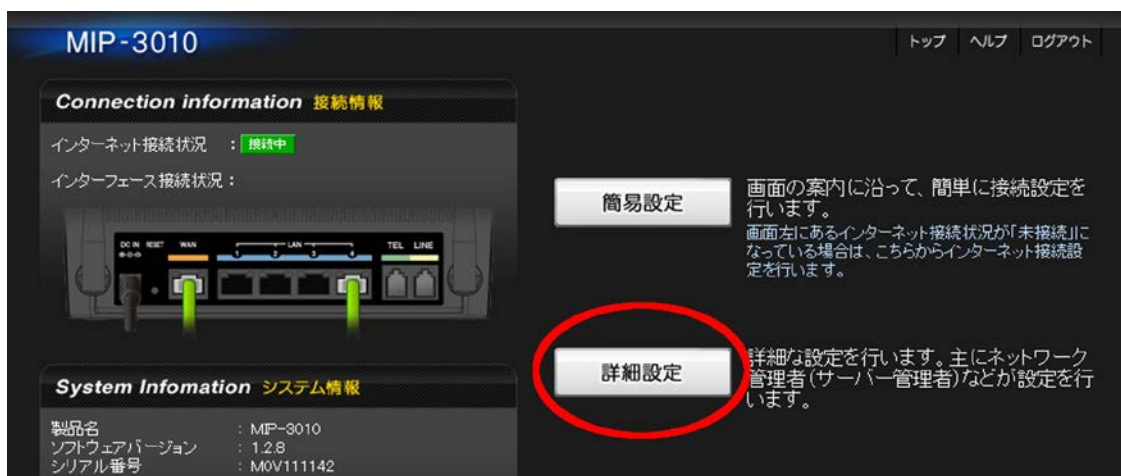 MIP-3010
トップ ヘルプ ログアウト
Connection information 接続情報
インターネット接続状況 : 接続中
インターフェース接続状況 :
DC IN RESET WAN LAN TEL LINE
1 2 3 4
簡易設定
画面の案内に沿って、簡単に接続設定を
行います。
画面左にあるインターネット接続状況が「未接続」に
なっている場合は、こちらからインターネット接続設
定を行います。
詳細設定
詳細な設定を行います。主にネットワーク
管理者(サーバー管理者)などが設定を行
います。
System Infomation システム情報
製品名 : MIP-3010
ソフトウェアバージョン : 1.2.8
シリアル番号 : M0V111142